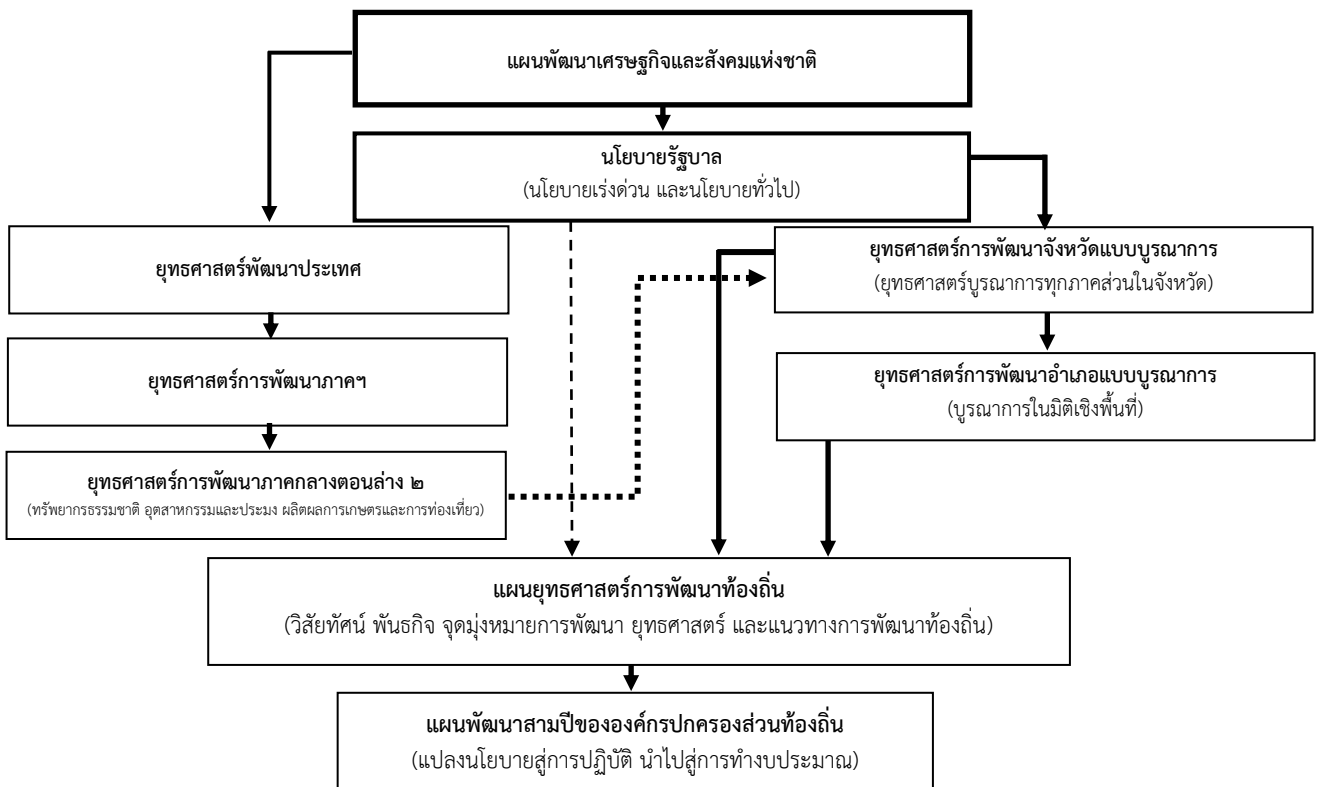 แผนพัฒนาเศรษฐกิจและสังคมแห่งชาติ
นโยบายรัฐบาล
(นโยบายเร่งด่วน และนโยบายทั่วไป)
ยุทธศาสตร์พัฒนาประเทศ
ยุทธศาสตร์การพัฒนาจังหวัดแบบบูรณาการ
(ยุทธศาสตร์บูรณาการทุกภาคส่วนในจังหวัด)
ยุทธศาสตร์การพัฒนาภาคฯ
ยุทธศาสตร์การพัฒนาอำเภอแบบบูรณาการ
(บูรณาการในมิติเชิงพื้นที่)
ยุทธศาสตร์การพัฒนาภาคกลางตอนล่าง ๒
(ทรัพยากรธรรมชาติ อุตสาหกรรมและประมง ผลิตผลการเกษตรและการท่องเที่ยว)
แผนยุทธศาสตร์การพัฒนาท้องถิ่น
(วิสัยทัศน์ พันธกิจ จุดมุ่งหมายการพัฒนา ยุทธศาสตร์ และแนวทางการพัฒนาท้องถิ่น)
แผนพัฒนาสามปีขององค์กรปกครองส่วนท้องถิ่น
(แปลงนโยบายสู่การปฏิบัติ นำไปสู่การทำงบประมาณ)